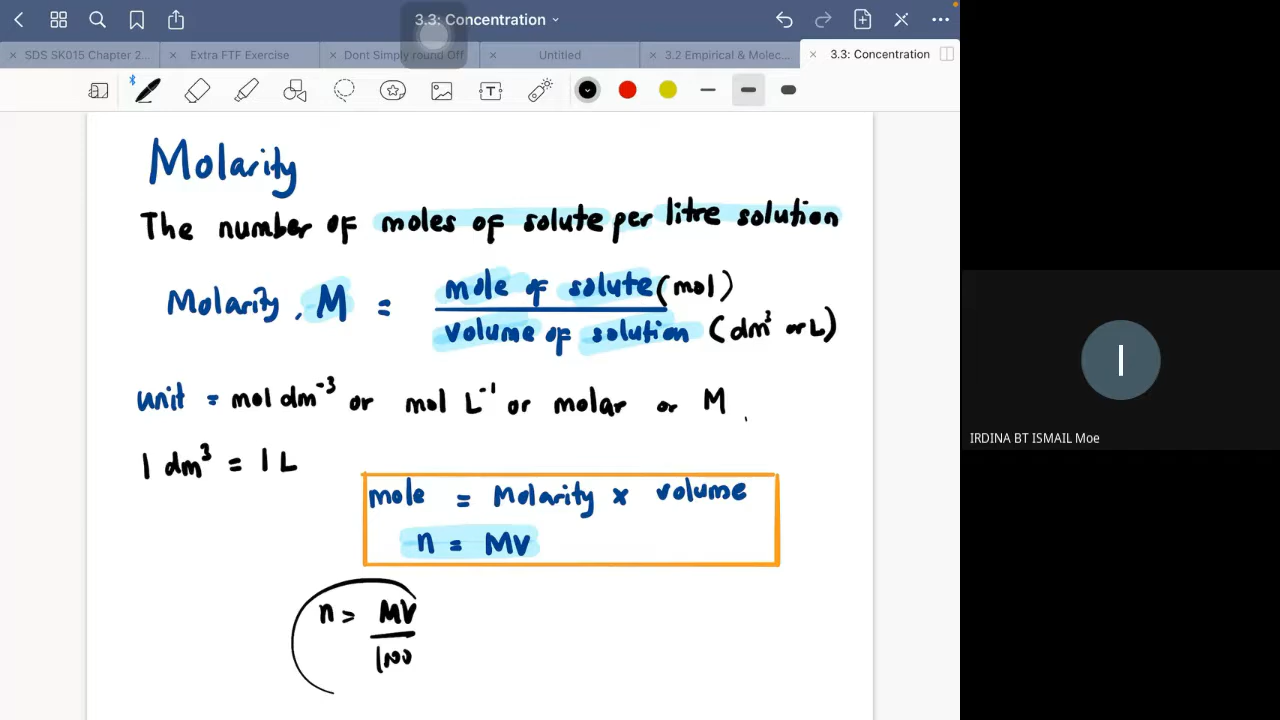 3.3: Concentration
SDS SK015 Chapter 2...
Extra FTF Exercise
Dont Simply round Off
Untitled
3.2 Empirical & Molec...
3.3: Concentration
Molarity
The number of moles of solute per litre solution
Molarity, M = mole of solute (mol)
volume of solution (dm³ or L)
unit = mol dm⁻³ or mol L⁻¹ or molar or M
1 dm³ = 1 L
mole = Molarity x volume
n = MV
n = MV
1000
I
IRDINA BT ISMAIL Moe